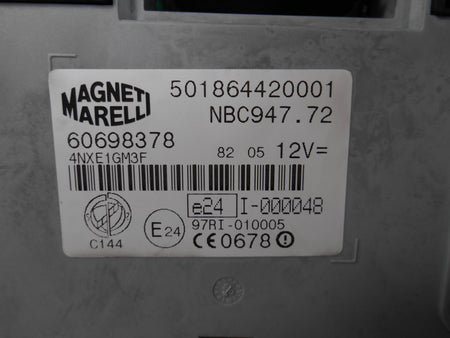 MAGNETI MARELLI
501864420001
NBC947.72
60698378
4NXE1GM3F
82 05 12V=
e24 I-000048
97RI-010005
C144
E24
CE0678